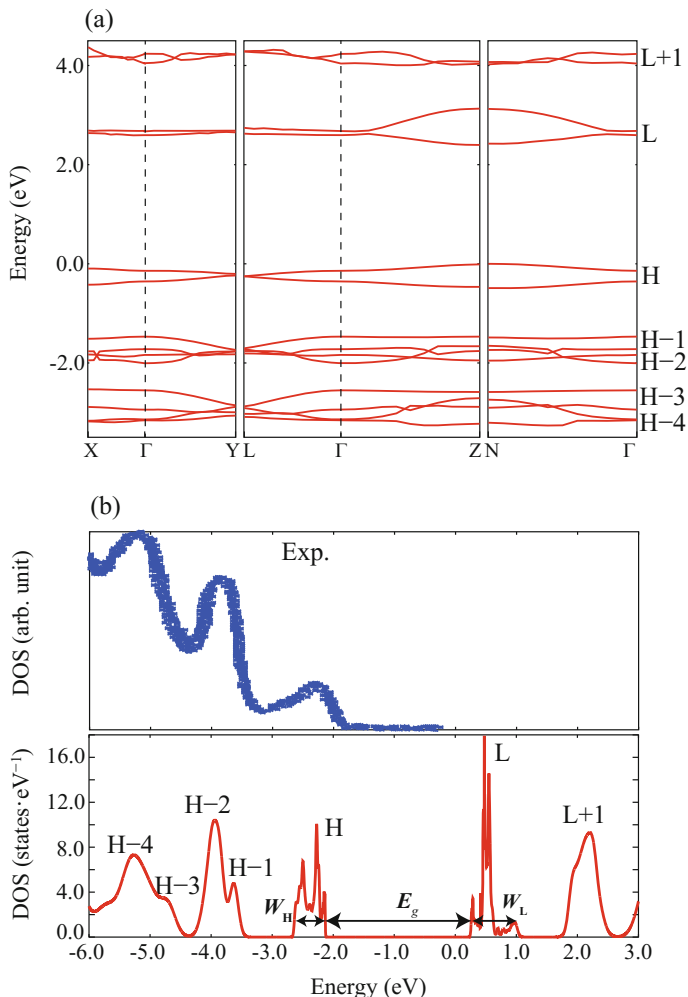 (a)
4.0
2.0
0.0
-2.0
Energy (eV)
L+1
L
H
H−1
H−2
H−3
H−4
X Γ Y L Γ Z N Γ
(b)
Exp.
DOS (arb. unit)
DOS (states·eV⁻¹)
16.0
12.0
8.0
4.0
0.0
H−4
H−3
H−2
H−1
H
L
L+1
W_H
E_g
W_L
-6.0 -5.0 -4.0 -3.0 -2.0 -1.0 0.0 1.0 2.0 3.0
Energy (eV)